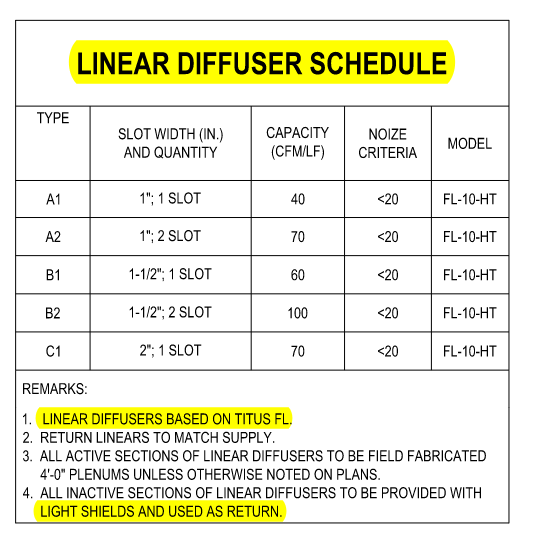 LINEAR DIFFUSER SCHEDULE
TYPE
SLOT WIDTH (IN.)
AND QUANTITY
CAPACITY
(CFM/LF)
NOIZE
CRITERIA
MODEL
A1 1"; 1 SLOT 40 <20 FL-10-HT
A2 1"; 2 SLOT 70 <20 FL-10-HT
B1 1-1/2"; 1 SLOT 60 <20 FL-10-HT
B2 1-1/2"; 2 SLOT 100 <20 FL-10-HT
C1 2"; 1 SLOT 70 <20 FL-10-HT
REMARKS:
1. LINEAR DIFFUSERS BASED ON TITUS FL.
2. RETURN LINEARS TO MATCH SUPPLY.
3. ALL ACTIVE SECTIONS OF LINEAR DIFFUSERS TO BE FIELD FABRICATED
4'-0" PLENUMS UNLESS OTHERWISE NOTED ON PLANS.
4. ALL INACTIVE SECTIONS OF LINEAR DIFFUSERS TO BE PROVIDED WITH
LIGHT SHIELDS AND USED AS RETURN.